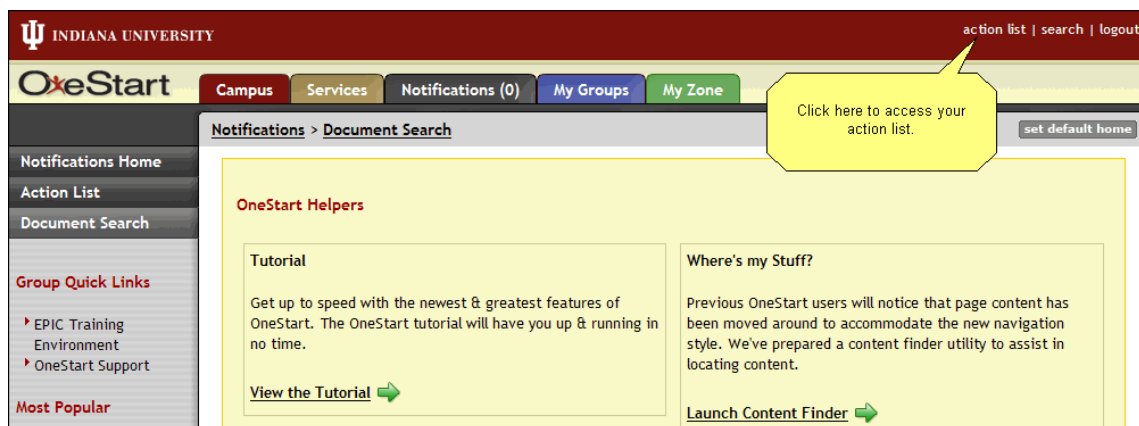 INDIANA UNIVERSITY
action list | search | logout
OneStart
Campus
Services
Notifications (0)
My Groups
My Zone
Click here to access your
action list.
Notifications > Document Search
set default home
Notifications Home
Action List
Document Search
Group Quick Links
EPIC Training
Environment
OneStart Support
Most Popular
OneStart Helpers
Tutorial
Get up to speed with the newest & greatest features of
OneStart. The OneStart tutorial will have you up & running in
no time.
View the Tutorial
Where's my Stuff?
Previous OneStart users will notice that page content has
been moved around to accommodate the new navigation
style. We've prepared a content finder utility to assist in
locating content.
Launch Content Finder